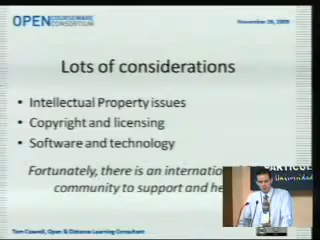 OPEN COURSEWARE CONSORTIUM
November 26, 2009
Lots of considerations
• Intellectual Property issues
• Copyright and licensing
• Software and technology
Fortunately, there is an internatio
community to support and he
Tom Caswell, Open & Distance Learning Consultant